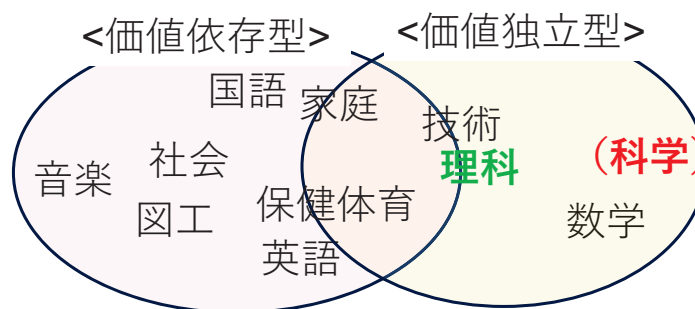 <価値依存型>
<価値独立型>
国語
家庭
技術
社会
理科
(科学)
音楽
図工
保健体育
数学
英語